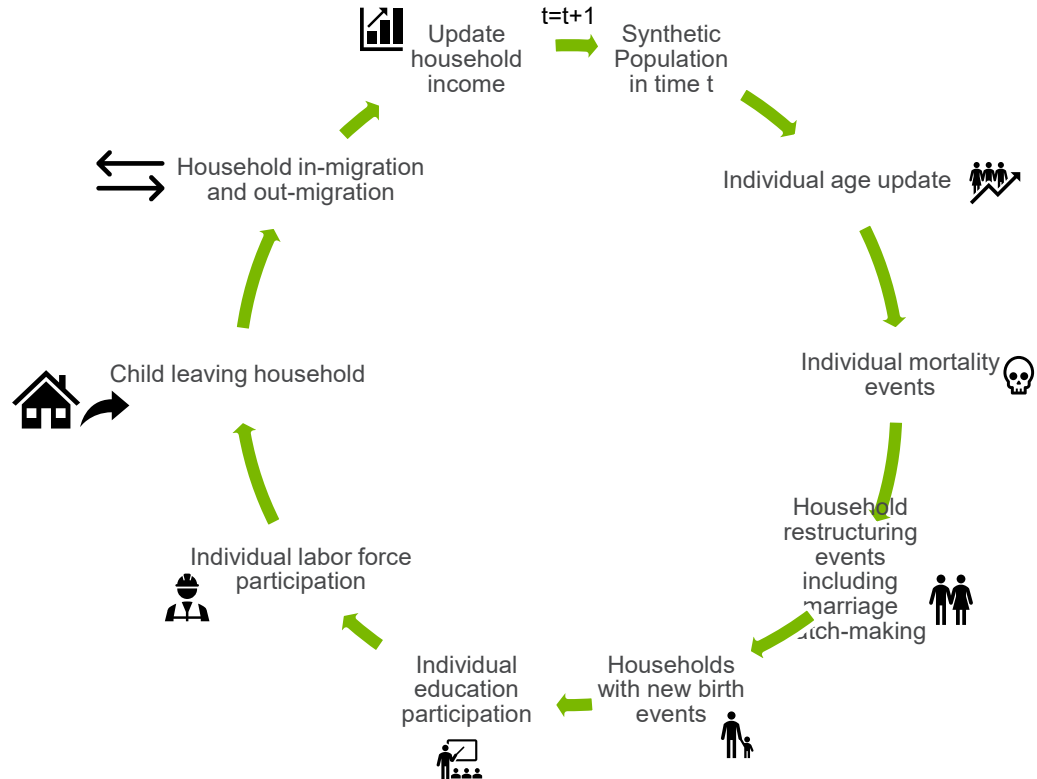 Update
household
income
t=t+1
Synthetic
Population
in time t
Individual age update
Individual mortality
events
Household
restructuring
events
including
marriage
tch-making
Households
with new birth
events
Individual
education
participation
Individual labor force
participation
Child leaving household
Household in-migration
and out-migration